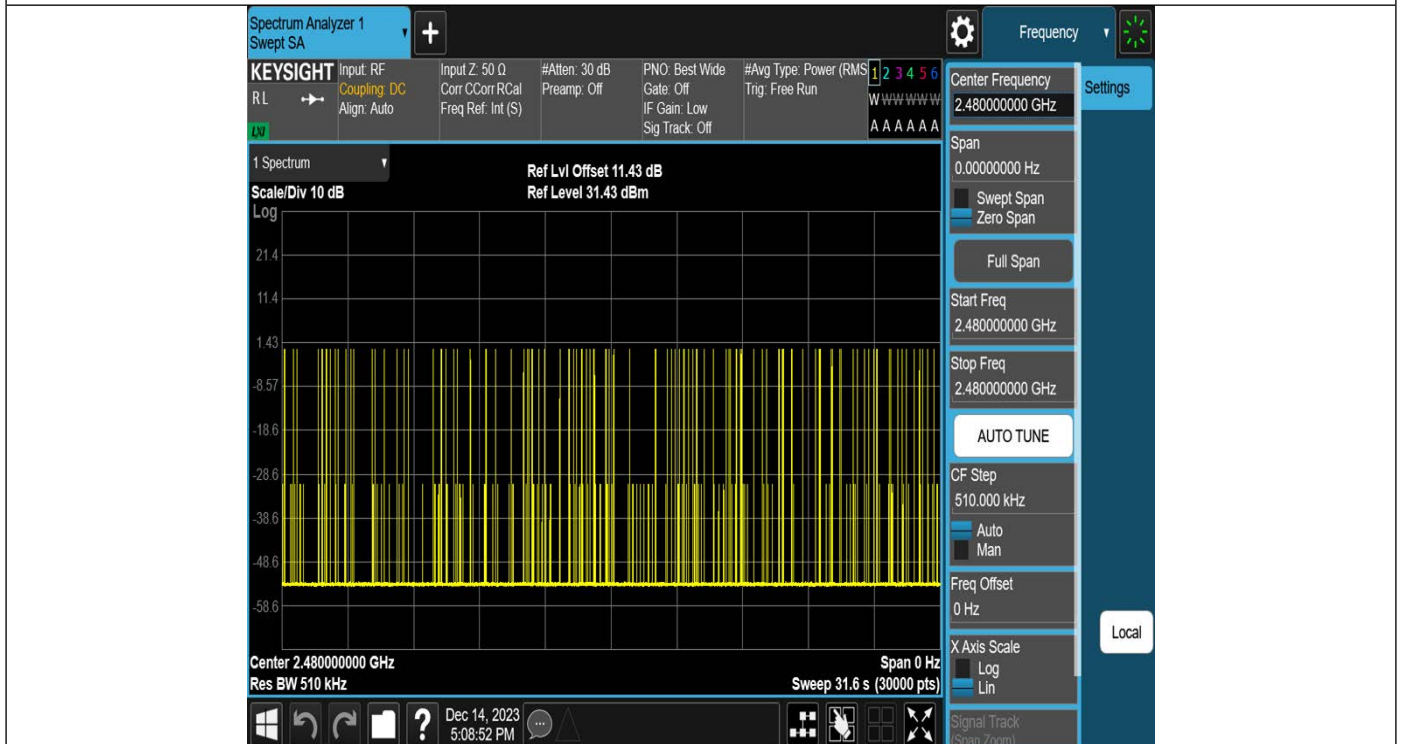 Spectrum Analyzer 1
Swept SA
+
Frequency
KEYSIGHT
R L
LXI
Input: RF
Coupling: DC
Align: Auto
Input Z: 50 Ω
Corr CCorr RCal
Freq Ref: Int (S)
#Atten: 30 dB
Preamp: Off
PNO: Best Wide
Gate: Off
IF Gain: Low
Sig Track: Off
#Avg Type: Power (RMS
Trig: Free Run
1 2 3 4 5 6
W W W W W W
A A A A A A
1 Spectrum
Scale/Div 10 dB
Ref Lvl Offset 11.43 dB
Ref Level 31.43 dBm
Log
21.4
11.4
1.43
-8.57
-18.6
-28.6
-38.6
-48.6
-58.6
Center 2.480000000 GHz
Res BW 510 kHz
Span 0 Hz
Sweep 31.6 s (30000 pts)
?
Dec 14, 2023
5:08:52 PM
Center Frequency
2.480000000 GHz
Span
0.00000000 Hz
Swept Span
Zero Span
Full Span
Start Freq
2.480000000 GHz
Stop Freq
2.480000000 GHz
AUTO TUNE
CF Step
510.000 kHz
Auto
Man
Freq Offset
0 Hz
X Axis Scale
Log
Lin
Signal Track
(Span Zoom)
Settings
Local